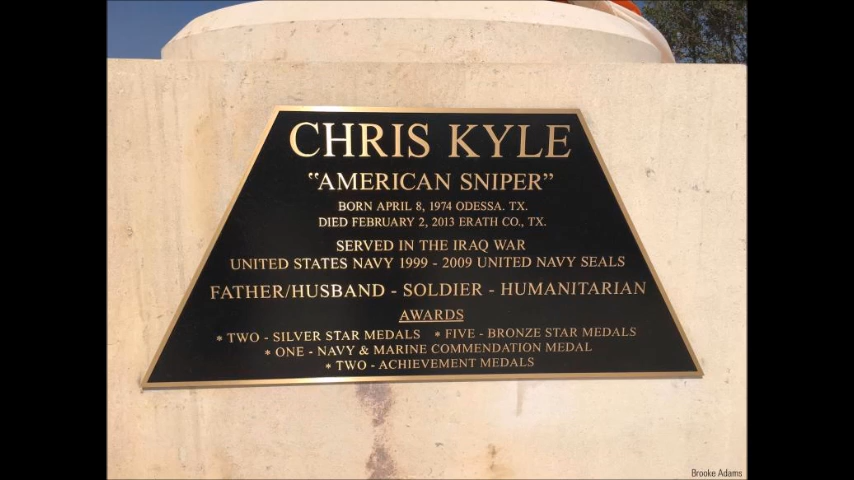 CHRIS KYLE
"AMERICAN SNIPER"
BORN APRIL 8, 1974 ODESSA. TX.
DIED FEBRUARY 2, 2013 ERATH CO., TX.
SERVED IN THE IRAQ WAR
UNITED STATES NAVY 1999 - 2009 UNITED NAVY SEALS
FATHER/HUSBAND - SOLDIER - HUMANITARIAN
AWARDS
* TWO - SILVER STAR MEDALS * FIVE - BRONZE STAR MEDALS
* ONE - NAVY & MARINE COMMENDATION MEDAL
* TWO - ACHIEVEMENT MEDALS
Brooke Adams